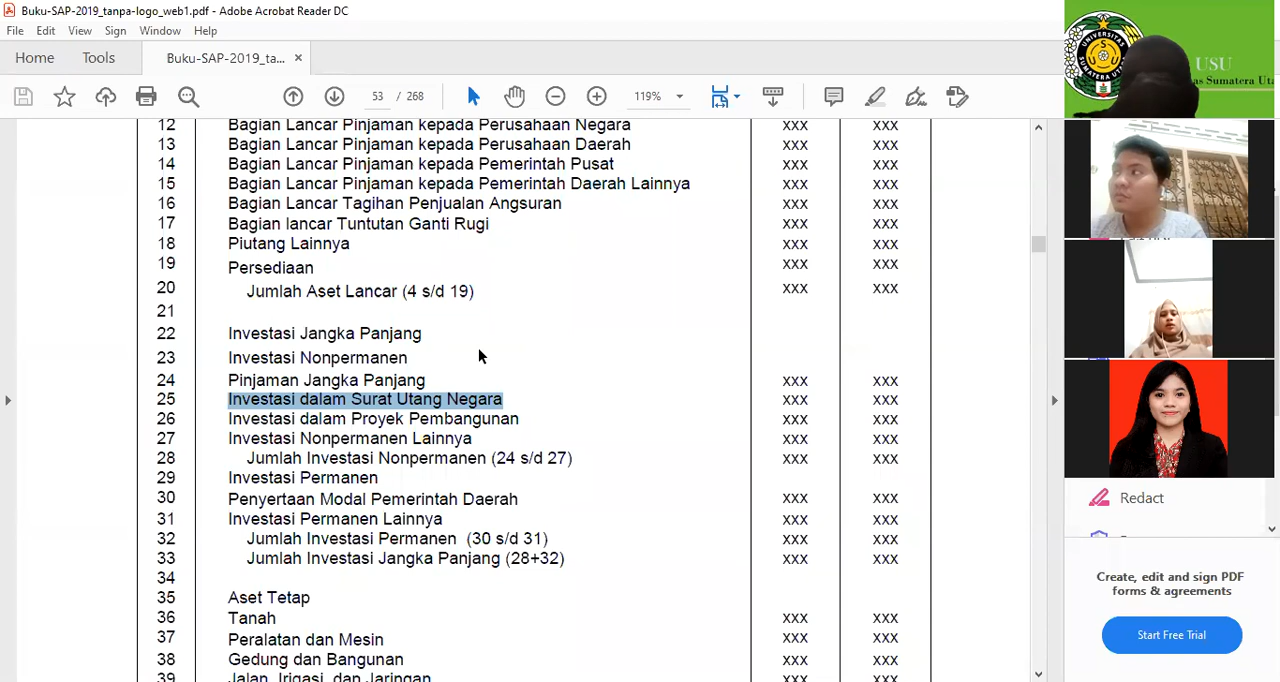 Buku-SAP-2019_tanpa-logo_web1.pdf - Adobe Acrobat Reader DC
File Edit View Sign Window Help
Home Tools Buku-SAP-2019_ta... ×
53 / 268 119%
12 Bagian Lancar Pinjaman kepada Perusahaan Negara xxx xxx
13 Bagian Lancar Pinjaman kepada Perusahaan Daerah xxx xxx
14 Bagian Lancar Pinjaman kepada Pemerintah Pusat xxx xxx
15 Bagian Lancar Pinjaman kepada Pemerintah Daerah Lainnya xxx xxx
16 Bagian Lancar Tagihan Penjualan Angsuran xxx xxx
17 Bagian lancar Tuntutan Ganti Rugi xxx xxx
18 Piutang Lainnya xxx xxx
19 Persediaan xxx xxx
20 Jumlah Aset Lancar (4 s/d 19) xxx xxx
21
22 Investasi Jangka Panjang
23 Investasi Nonpermanen
24 Pinjaman Jangka Panjang xxx xxx
25 Investasi dalam Surat Utang Negara xxx xxx
26 Investasi dalam Proyek Pembangunan xxx xxx
27 Investasi Nonpermanen Lainnya xxx xxx
28 Jumlah Investasi Nonpermanen (24 s/d 27) xxx xxx
29 Investasi Permanen
30 Penyertaan Modal Pemerintah Daerah xxx xxx
31 Investasi Permanen Lainnya xxx xxx
32 Jumlah Investasi Permanen (30 s/d 31) xxx xxx
33 Jumlah Investasi Jangka Panjang (28+32) xxx xxx
34
35 Aset Tetap
36 Tanah xxx xxx
37 Peralatan dan Mesin xxx xxx
38 Gedung dan Bangunan xxx xxx
39 Jalan, Irigasi, dan Jaringan xxx xxx
USU
as Sumatera Uta
Redact
Create, edit and sign PDF
forms & agreements
Start Free Trial